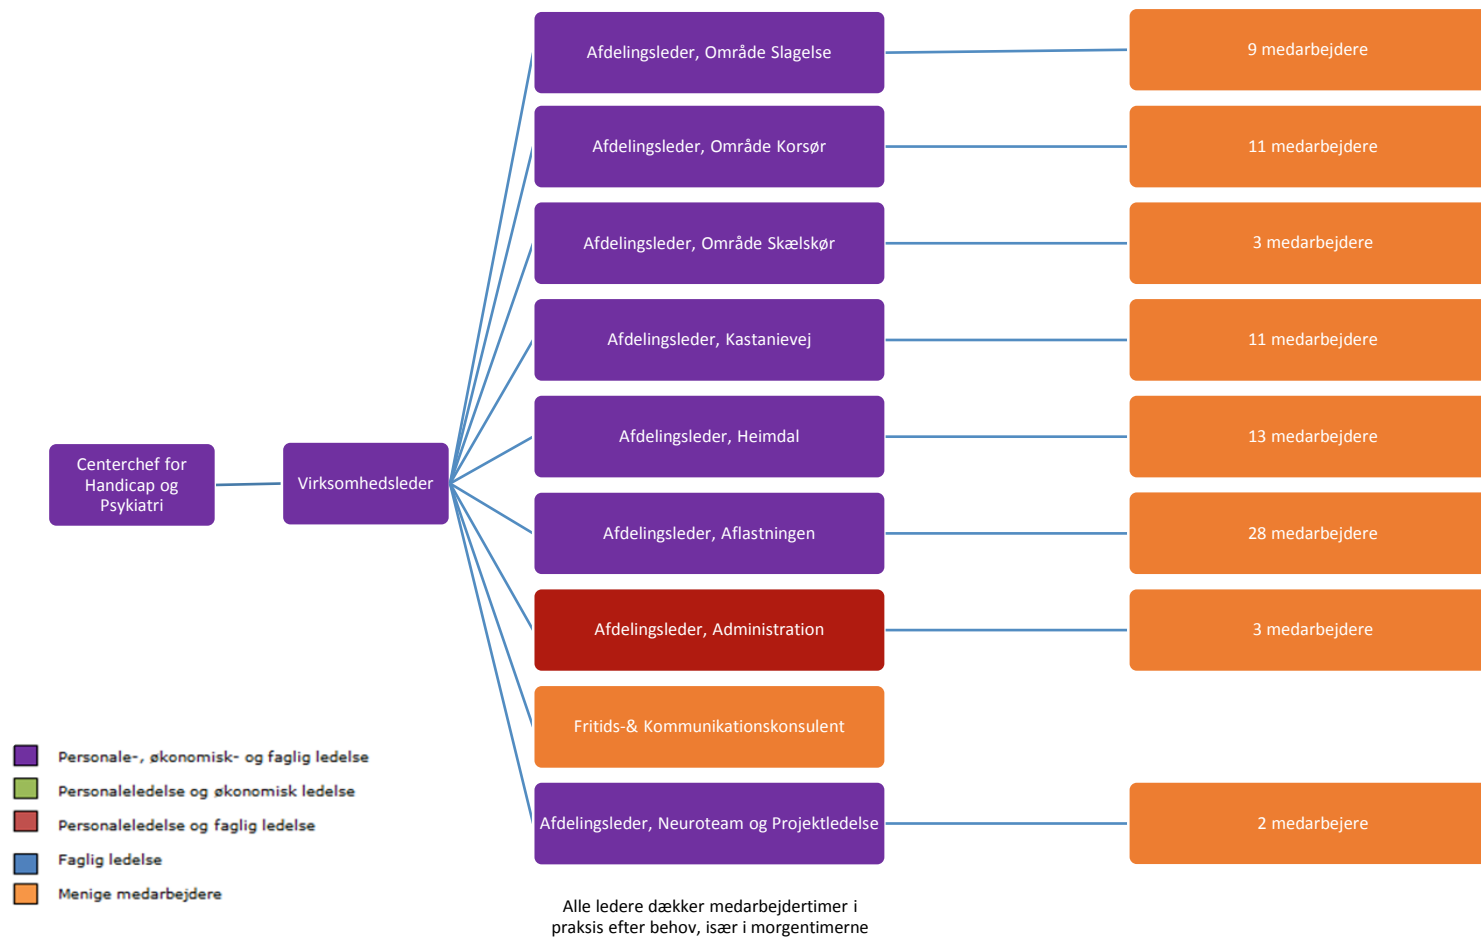 Afdelingsleder, Område Slagelse
9 medarbejdere
Afdelingsleder, Område Korsør
11 medarbejdere
Afdelingsleder, Område Skælskør
3 medarbejdere
Afdelingsleder, Kastanievej
11 medarbejdere
Afdelingsleder, Heimdal
13 medarbejdere
Centerchef for
Handicap og
Psykiatri
Virksomhedsleder
Afdelingsleder, Aflastningen
28 medarbejdere
Afdelingsleder, Administration
3 medarbejdere
Fritids-& Kommunikationskonsulent
Afdelingsleder, Neuroteam og Projektledelse
2 medarbejere
Personale-, økonomisk- og faglig ledelse
Personaleledelse og økonomisk ledelse
Personaleledelse og faglig ledelse
Faglig ledelse
Menige medarbejdere
Alle ledere dækker medarbejdertimer i
praksis efter behov, især i morgentimerne